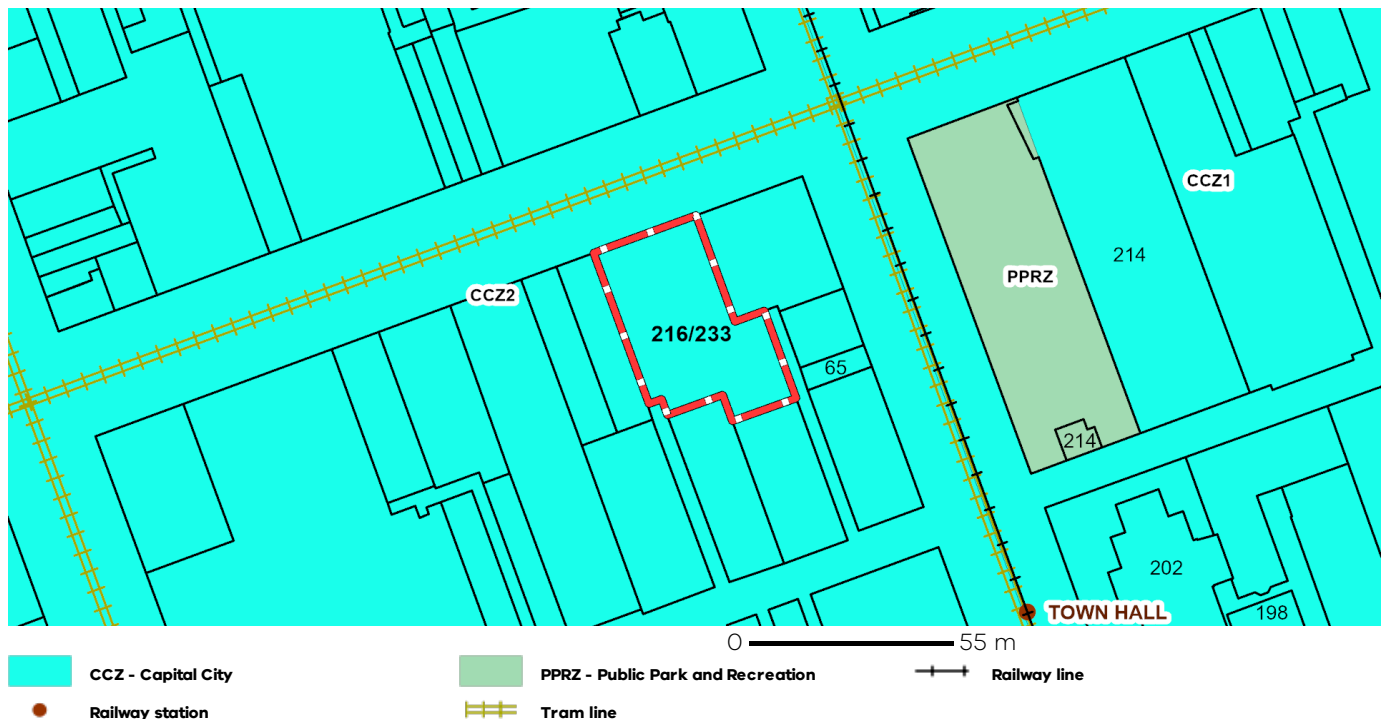 CCZ1
214
PPRZ
CCZ2
216/233
65
214
202
TOWN HALL
198
0 55 m
CCZ - Capital City
PPRZ - Public Park and Recreation
Railway line
Railway station
Tram line